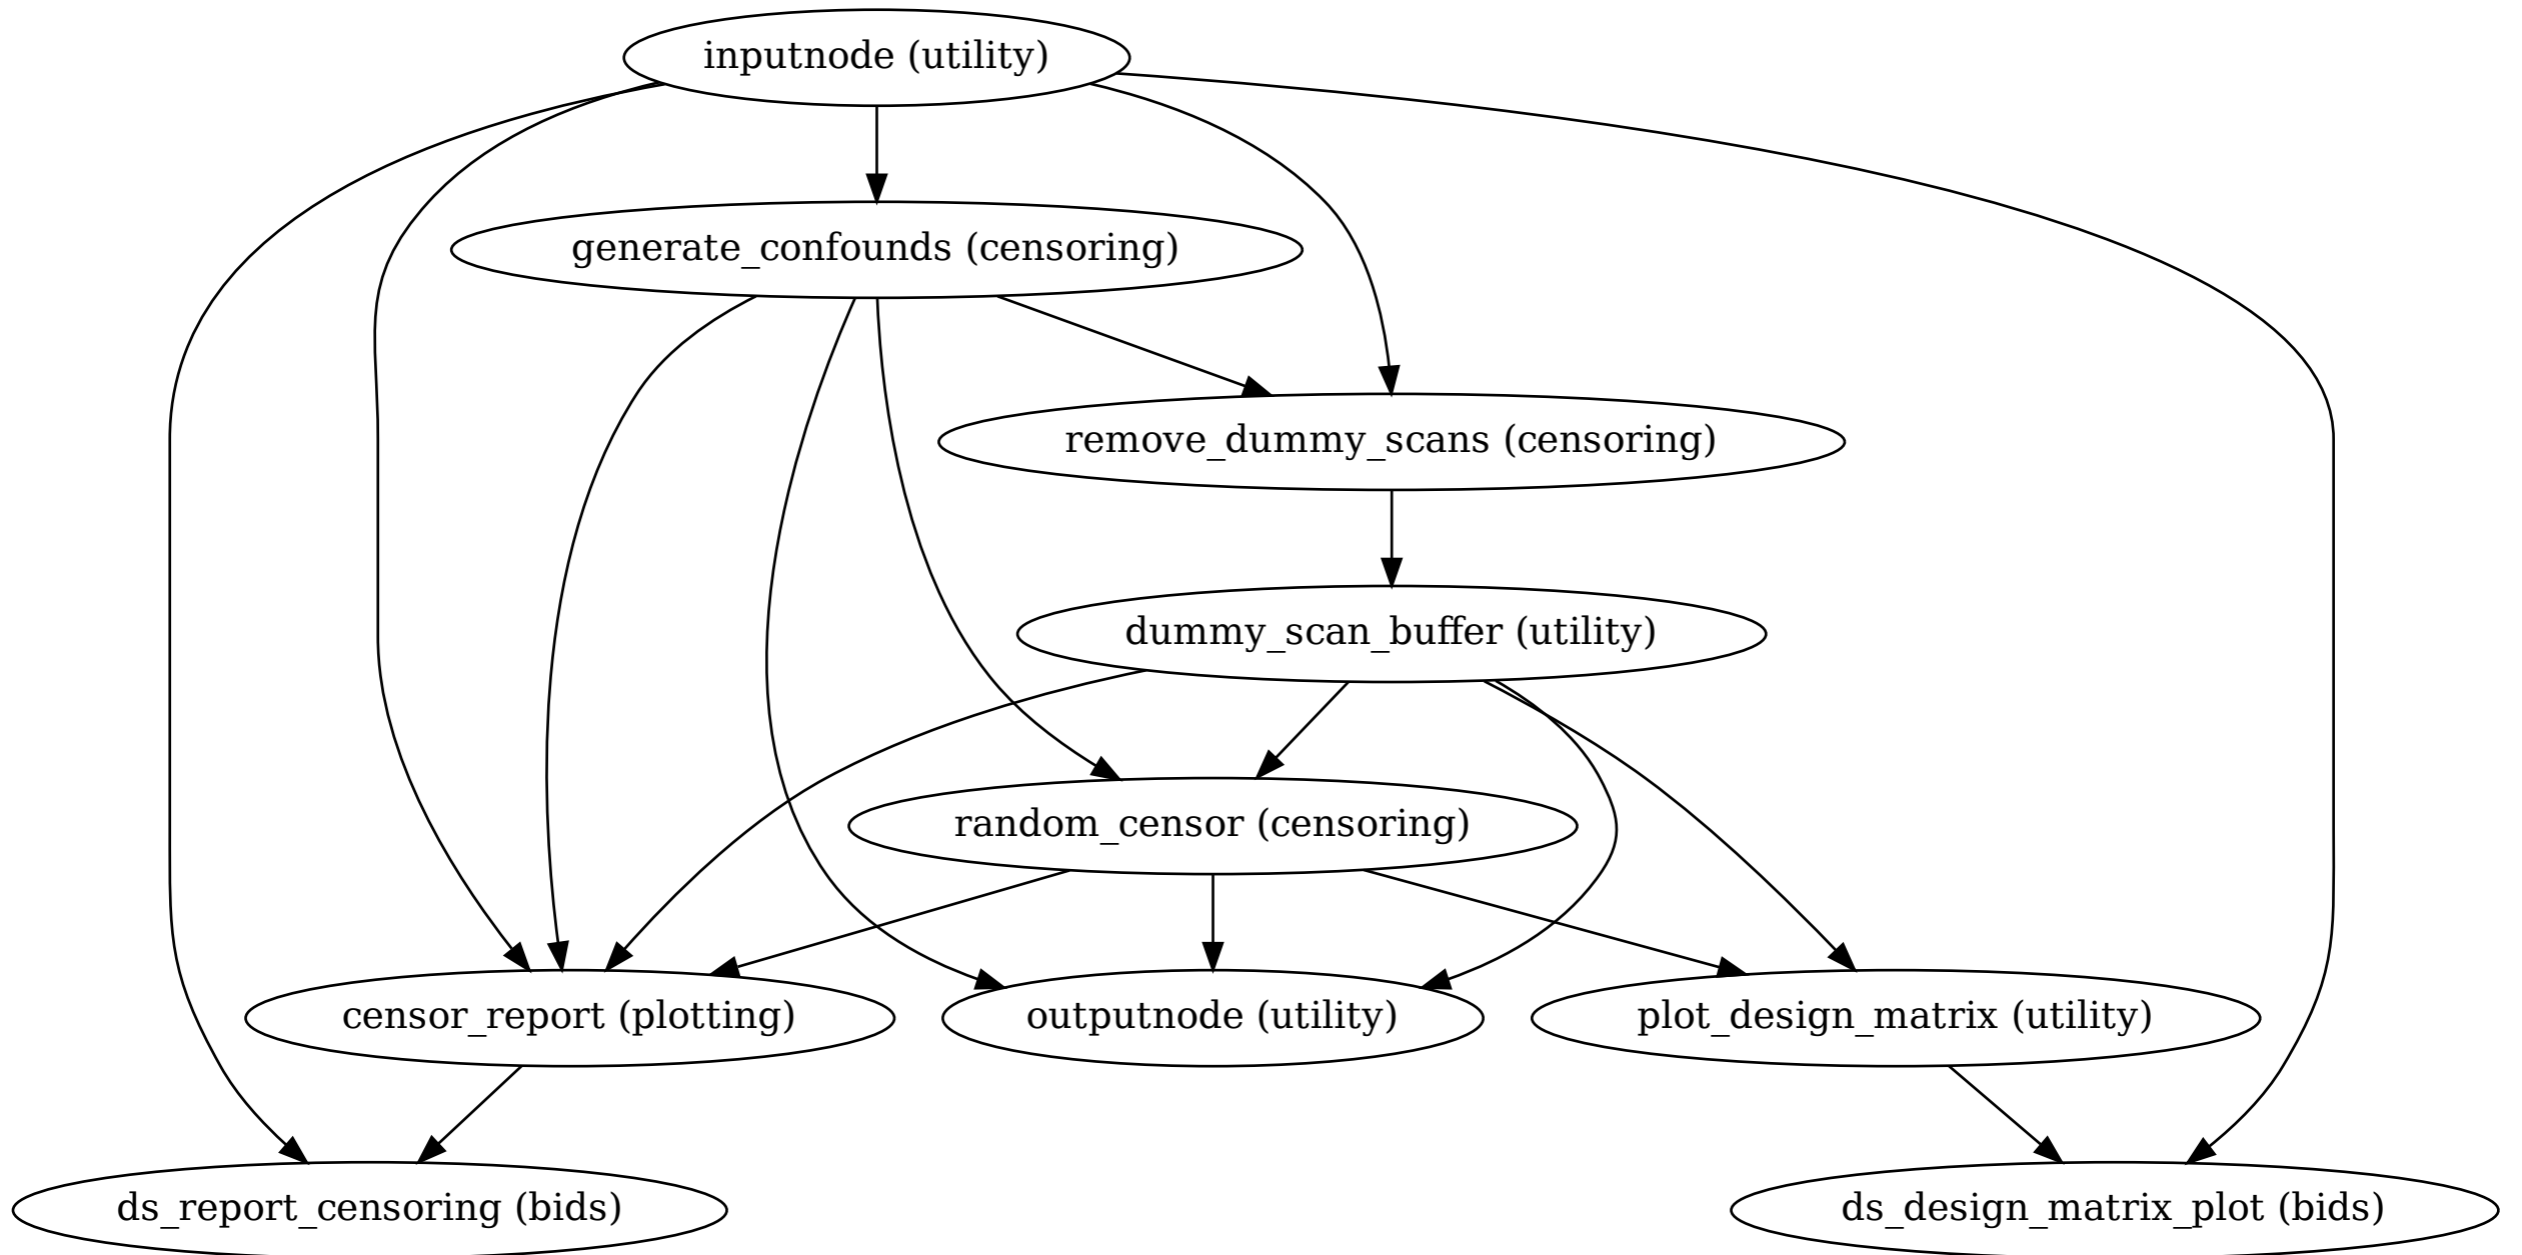 inputnode (utility)
generate_confounds (censoring)
remove_dummy_scans (censoring)
dummy_scan_buffer (utility)
random_censor (censoring)
censor_report (plotting)
outputnode (utility)
plot_design_matrix (utility)
ds_report_censoring (bids)
ds_design_matrix_plot (bids)